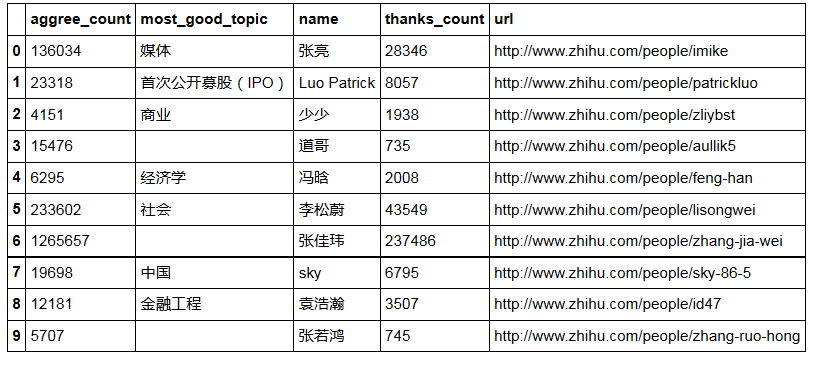 aggree_count most_good_topic name thanks_count url
0 136034 媒体 张亮 28346 http://www.zhihu.com/people/imike
1 23318 首次公开募股（IPO） Luo Patrick 8057 http://www.zhihu.com/people/patrickluo
2 4151 商业 少少 1938 http://www.zhihu.com/people/zliybst
3 15476 道哥 735 http://www.zhihu.com/people/aullik5
4 6295 经济学 冯晗 2008 http://www.zhihu.com/people/feng-han
5 233602 社会 李松蔚 43549 http://www.zhihu.com/people/lisongwei
6 1265657 张佳玮 237486 http://www.zhihu.com/people/zhang-jia-wei
7 19698 中国 sky 6795 http://www.zhihu.com/people/sky-86-5
8 12181 金融工程 袁浩瀚 3507 http://www.zhihu.com/people/id47
9 5707 张若鸿 745 http://www.zhihu.com/people/zhang-ruo-hong